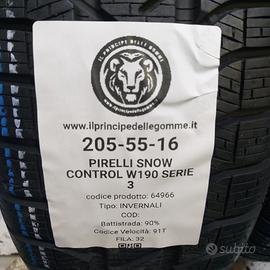 IL PRINCIPE DELLE GOMME
www.ilprincipedellegomme.it
205-55-16
PIRELLI SNOW
CONTROL W190 SERIE
3
codice prodotto: 64966
Tipo: INVERNALI
COD:
Battistrada: 90%
Codice Velocità: 91T
FILA: 32
subito